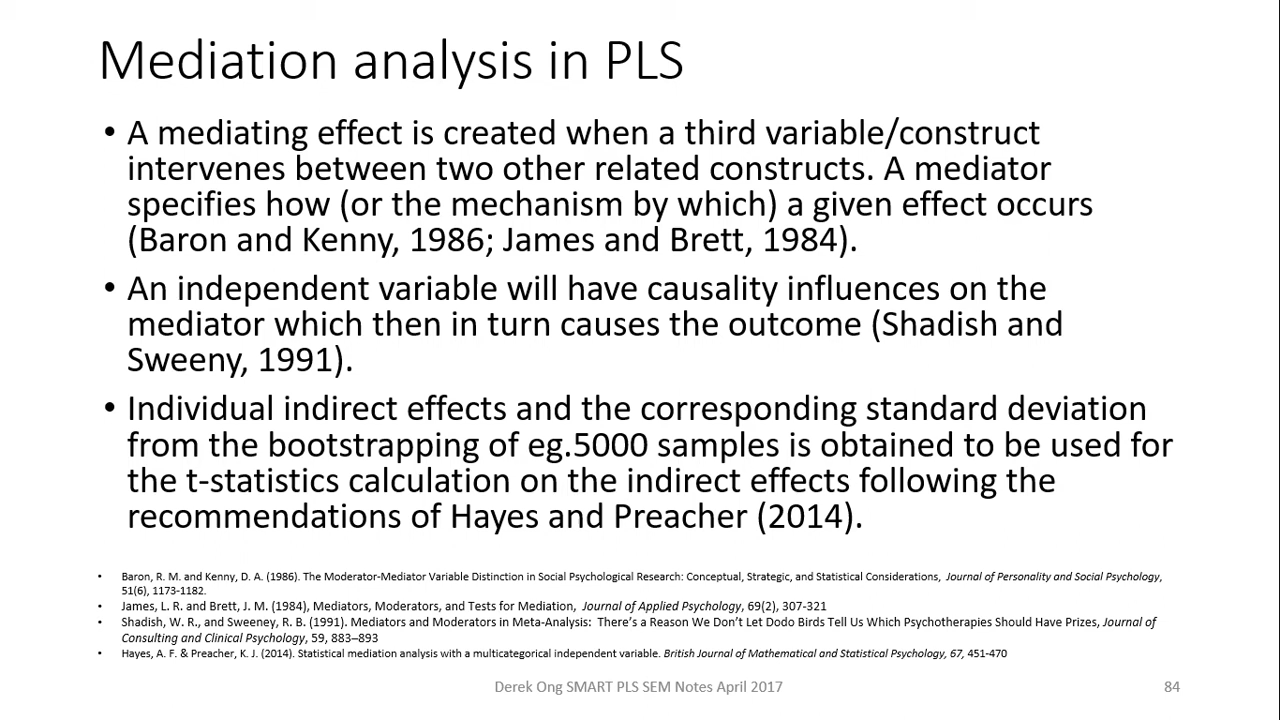 Mediation analysis in PLS
• A mediating effect is created when a third variable/construct
intervenes between two other related constructs. A mediator
specifies how (or the mechanism by which) a given effect occurs
(Baron and Kenny, 1986; James and Brett, 1984).
• An independent variable will have causality influences on the
mediator which then in turn causes the outcome (Shadish and
Sweeny, 1991).
• Individual indirect effects and the corresponding standard deviation
from the bootstrapping of eg.5000 samples is obtained to be used for
the t-statistics calculation on the indirect effects following the
recommendations of Hayes and Preacher (2014).
• Baron, R. M. and Kenny, D. A. (1986). The Moderator-Mediator Variable Distinction in Social Psychological Research: Conceptual, Strategic, and Statistical Considerations, Journal of Personality and Social Psychology,
51(6), 1173-1182.
• James, L. R. and Brett, J. M. (1984), Mediators, Moderators, and Tests for Mediation, Journal of Applied Psychology, 69(2), 307-321
• Shadish, W. R., and Sweeney, R. B. (1991). Mediators and Moderators in Meta-Analysis: There’s a Reason We Don’t Let Dodo Birds Tell Us Which Psychotherapies Should Have Prizes, Journal of
Consulting and Clinical Psychology, 59, 883–893
• Hayes, A. F. & Preacher, K. J. (2014). Statistical mediation analysis with a multicategorical independent variable. British Journal of Mathematical and Statistical Psychology, 67, 451-470
Derek Ong SMART PLS SEM Notes April 2017
84